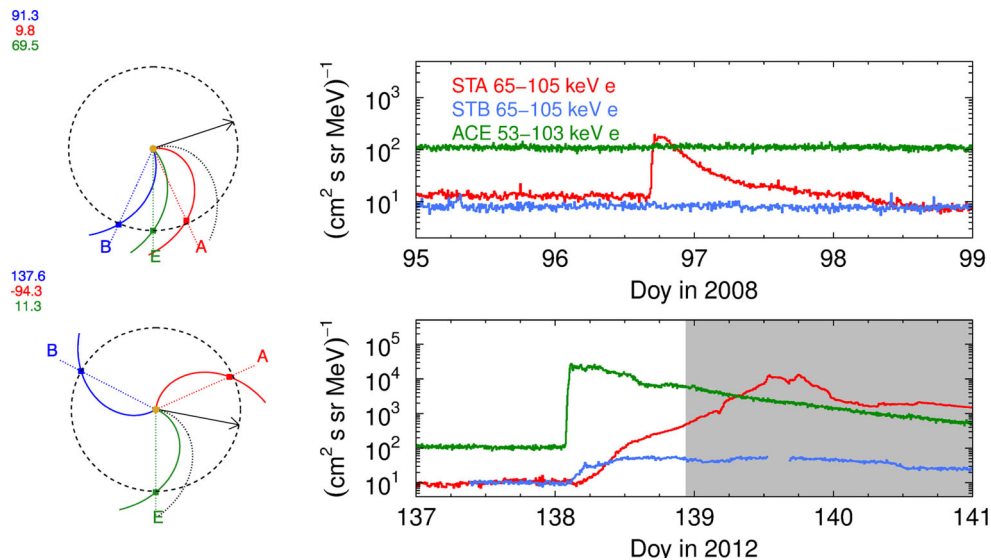 91.3
9.8
69.5
B
E
A
(cm² s sr MeV)⁻¹
10³
10²
10¹
STA 65−105 keV e
STB 65−105 keV e
ACE 53−103 keV e
95 96 97 98 99
Doy in 2008
137.6
-94.3
11.3
B
A
E
(cm² s sr MeV)⁻¹
10⁵
10⁴
10³
10²
10¹
137 138 139 140 141
Doy in 2012